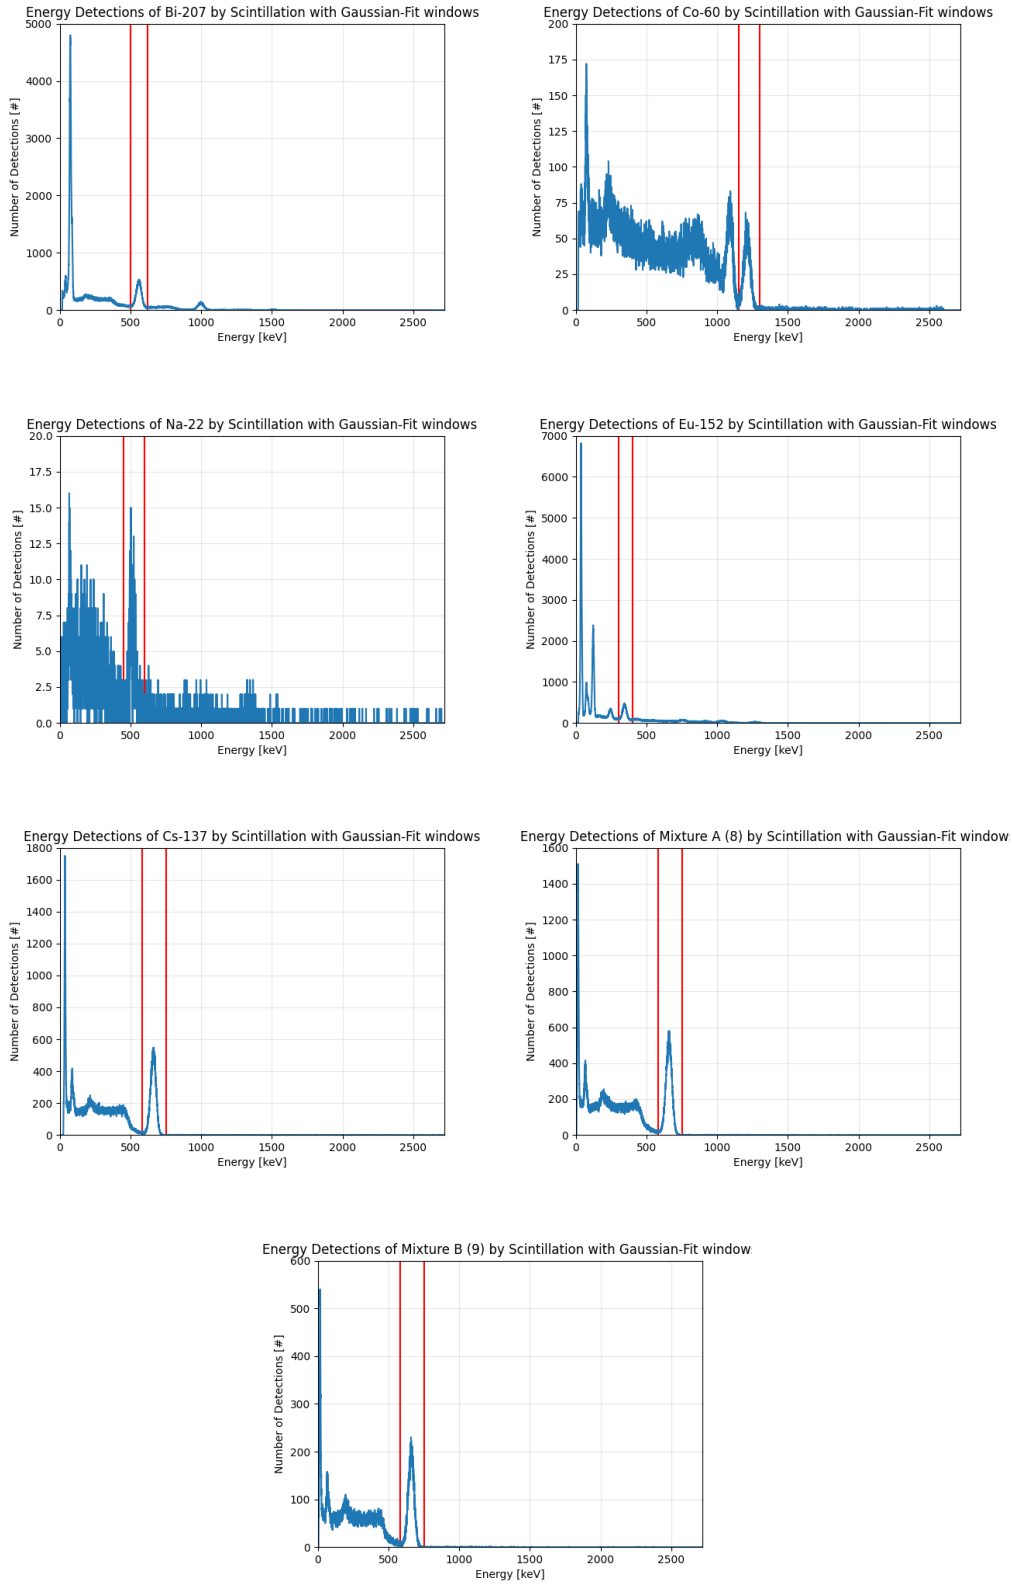 Energy Detections of Bi-207 by Scintillation with Gaussian-Fit windows
5000
4000
3000
2000
1000
0
Number of Detections [#]
0 500 1000 1500 2000 2500
Energy [keV]
Energy Detections of Co-60 by Scintillation with Gaussian-Fit windows
200
175
150
125
100
75
50
25
0
Number of Detections [#]
0 500 1000 1500 2000 2500
Energy [keV]
Energy Detections of Na-22 by Scintillation with Gaussian-Fit windows
20.0
17.5
15.0
12.5
10.0
7.5
5.0
2.5
0.0
Number of Detections [#]
0 500 1000 1500 2000 2500
Energy [keV]
Energy Detections of Eu-152 by Scintillation with Gaussian-Fit windows
7000
6000
5000
4000
3000
2000
1000
0
Number of Detections [#]
0 500 1000 1500 2000 2500
Energy [keV]
Energy Detections of Cs-137 by Scintillation with Gaussian-Fit windows
1800
1600
1400
1200
1000
800
600
400
200
0
Number of Detections [#]
0 500 1000 1500 2000 2500
Energy [keV]
Energy Detections of Mixture A (8) by Scintillation with Gaussian-Fit windows
1600
1400
1200
1000
800
600
400
200
0
Number of Detections [#]
0 500 1000 1500 2000 2500
Energy [keV]
Energy Detections of Mixture B (9) by Scintillation with Gaussian-Fit window
600
500
400
300
200
100
0
Number of Detections [#]
0 500 1000 1500 2000 2500
Energy [keV]